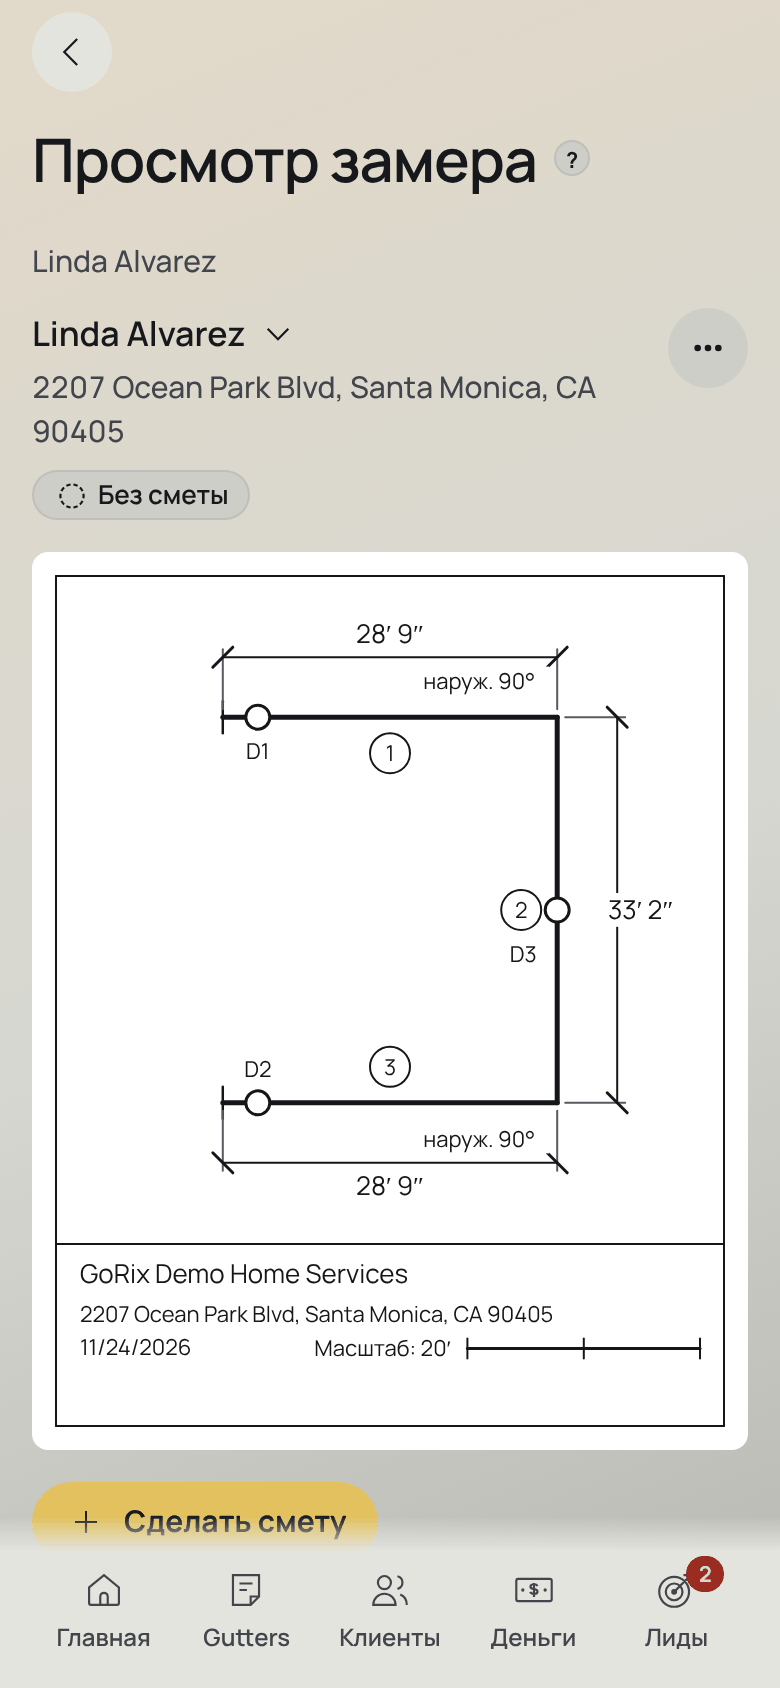 Просмотр замера ?
Linda Alvarez
Linda Alvarez
2207 Ocean Park Blvd, Santa Monica, CA
90405
Без сметы
28′ 9″
наруж. 90°
D1
1
2
33′ 2″
D3
D2
3
наруж. 90°
28′ 9″
GoRix Demo Home Services
2207 Ocean Park Blvd, Santa Monica, CA 90405
11/24/2026 Масштаб: 20′
+ Сделать смету
$ 2
Главная Gutters Клиенты Деньги Лиды